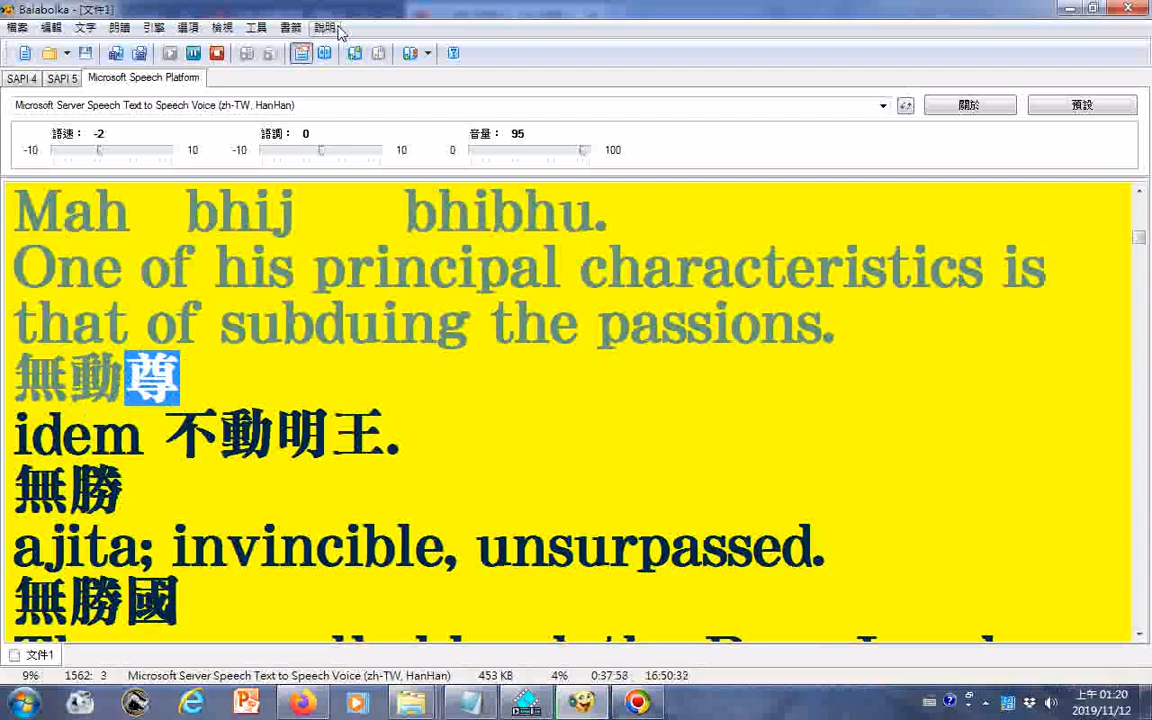 Balabolka - [文件1]
檔案 編輯 文字 朗讀 引擎 選項 檢視 工具 書籤 說明
SAPI 4 SAPI 5 Microsoft Speech Platform
Microsoft Server Speech Text to Speech Voice (zh-TW, HanHan) 關於 預設
語速： -2 語調： 0 音量： 95
-10 10 -10 10 0 100
Mah bhij bhibhu.
One of his principal characteristics is
that of subduing the passions.
無動尊
idem 不動明王.
無勝
ajita; invincible, unsurpassed.
無勝國
文件1
9% 1562: 3 Microsoft Server Speech Text to Speech Voice (zh-TW, HanHan) 453 KB 4% 0:37:53 16:50:32
上午 01:20
2019/11/12